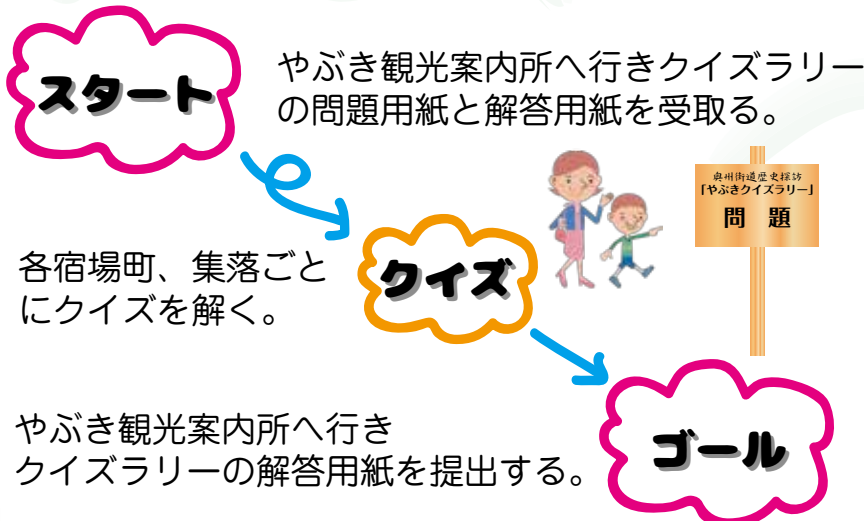 スタート
やぶき観光案内所へ行きクイズラリー
の問題用紙と解答用紙を受取る。
奥州街道歴史探訪
「やぶきクイズラリー」
問 題
各宿場町、集落ごと
にクイズを解く。
クイズ
やぶき観光案内所へ行き
クイズラリーの解答用紙を提出する。
ゴール